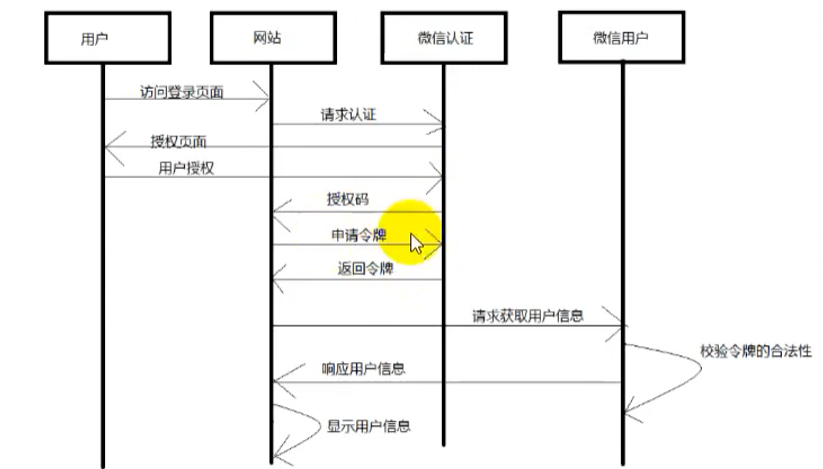 用户
网站
微信认证
微信用户
访问登录页面
请求认证
授权页面
用户授权
授权码
申请令牌
返回令牌
请求获取用户信息
校验令牌的合法性
响应用户信息
显示用户信息